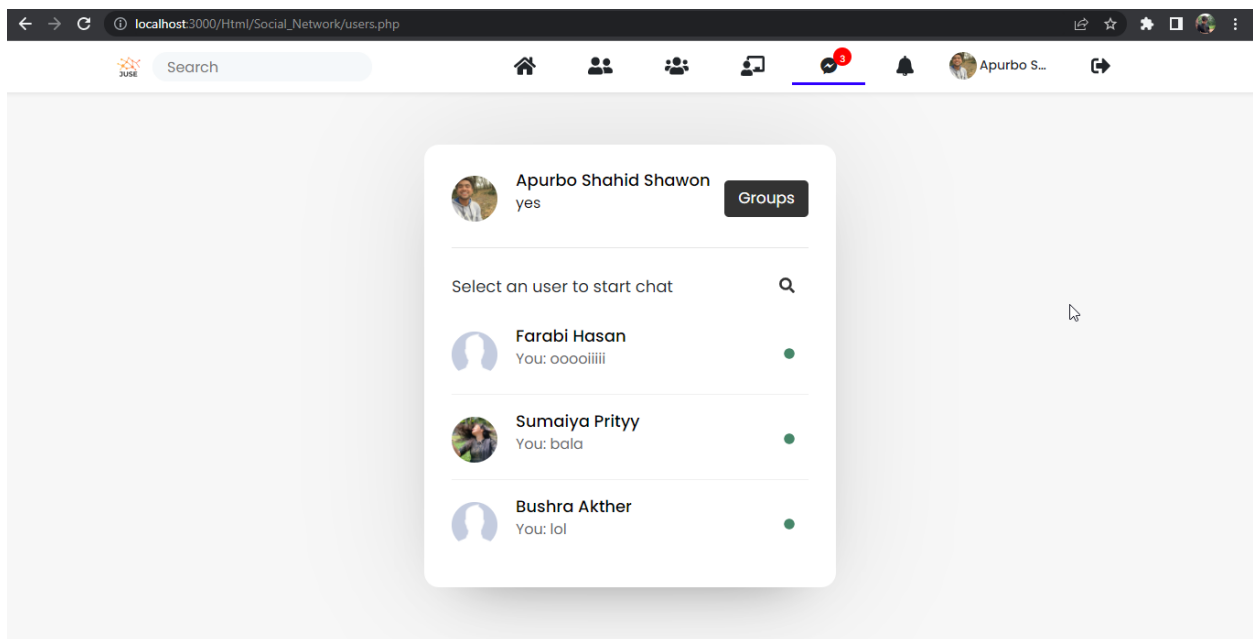 localhost:3000/Html/Social_Network/users.php
JUSE
Search
3
Apurbo S...
Apurbo Shahid Shawon
yes
Groups
Select an user to start chat
Farabi Hasan
You: ooooiiiii
Sumaiya Prityy
You: bala
Bushra Akther
You: lol